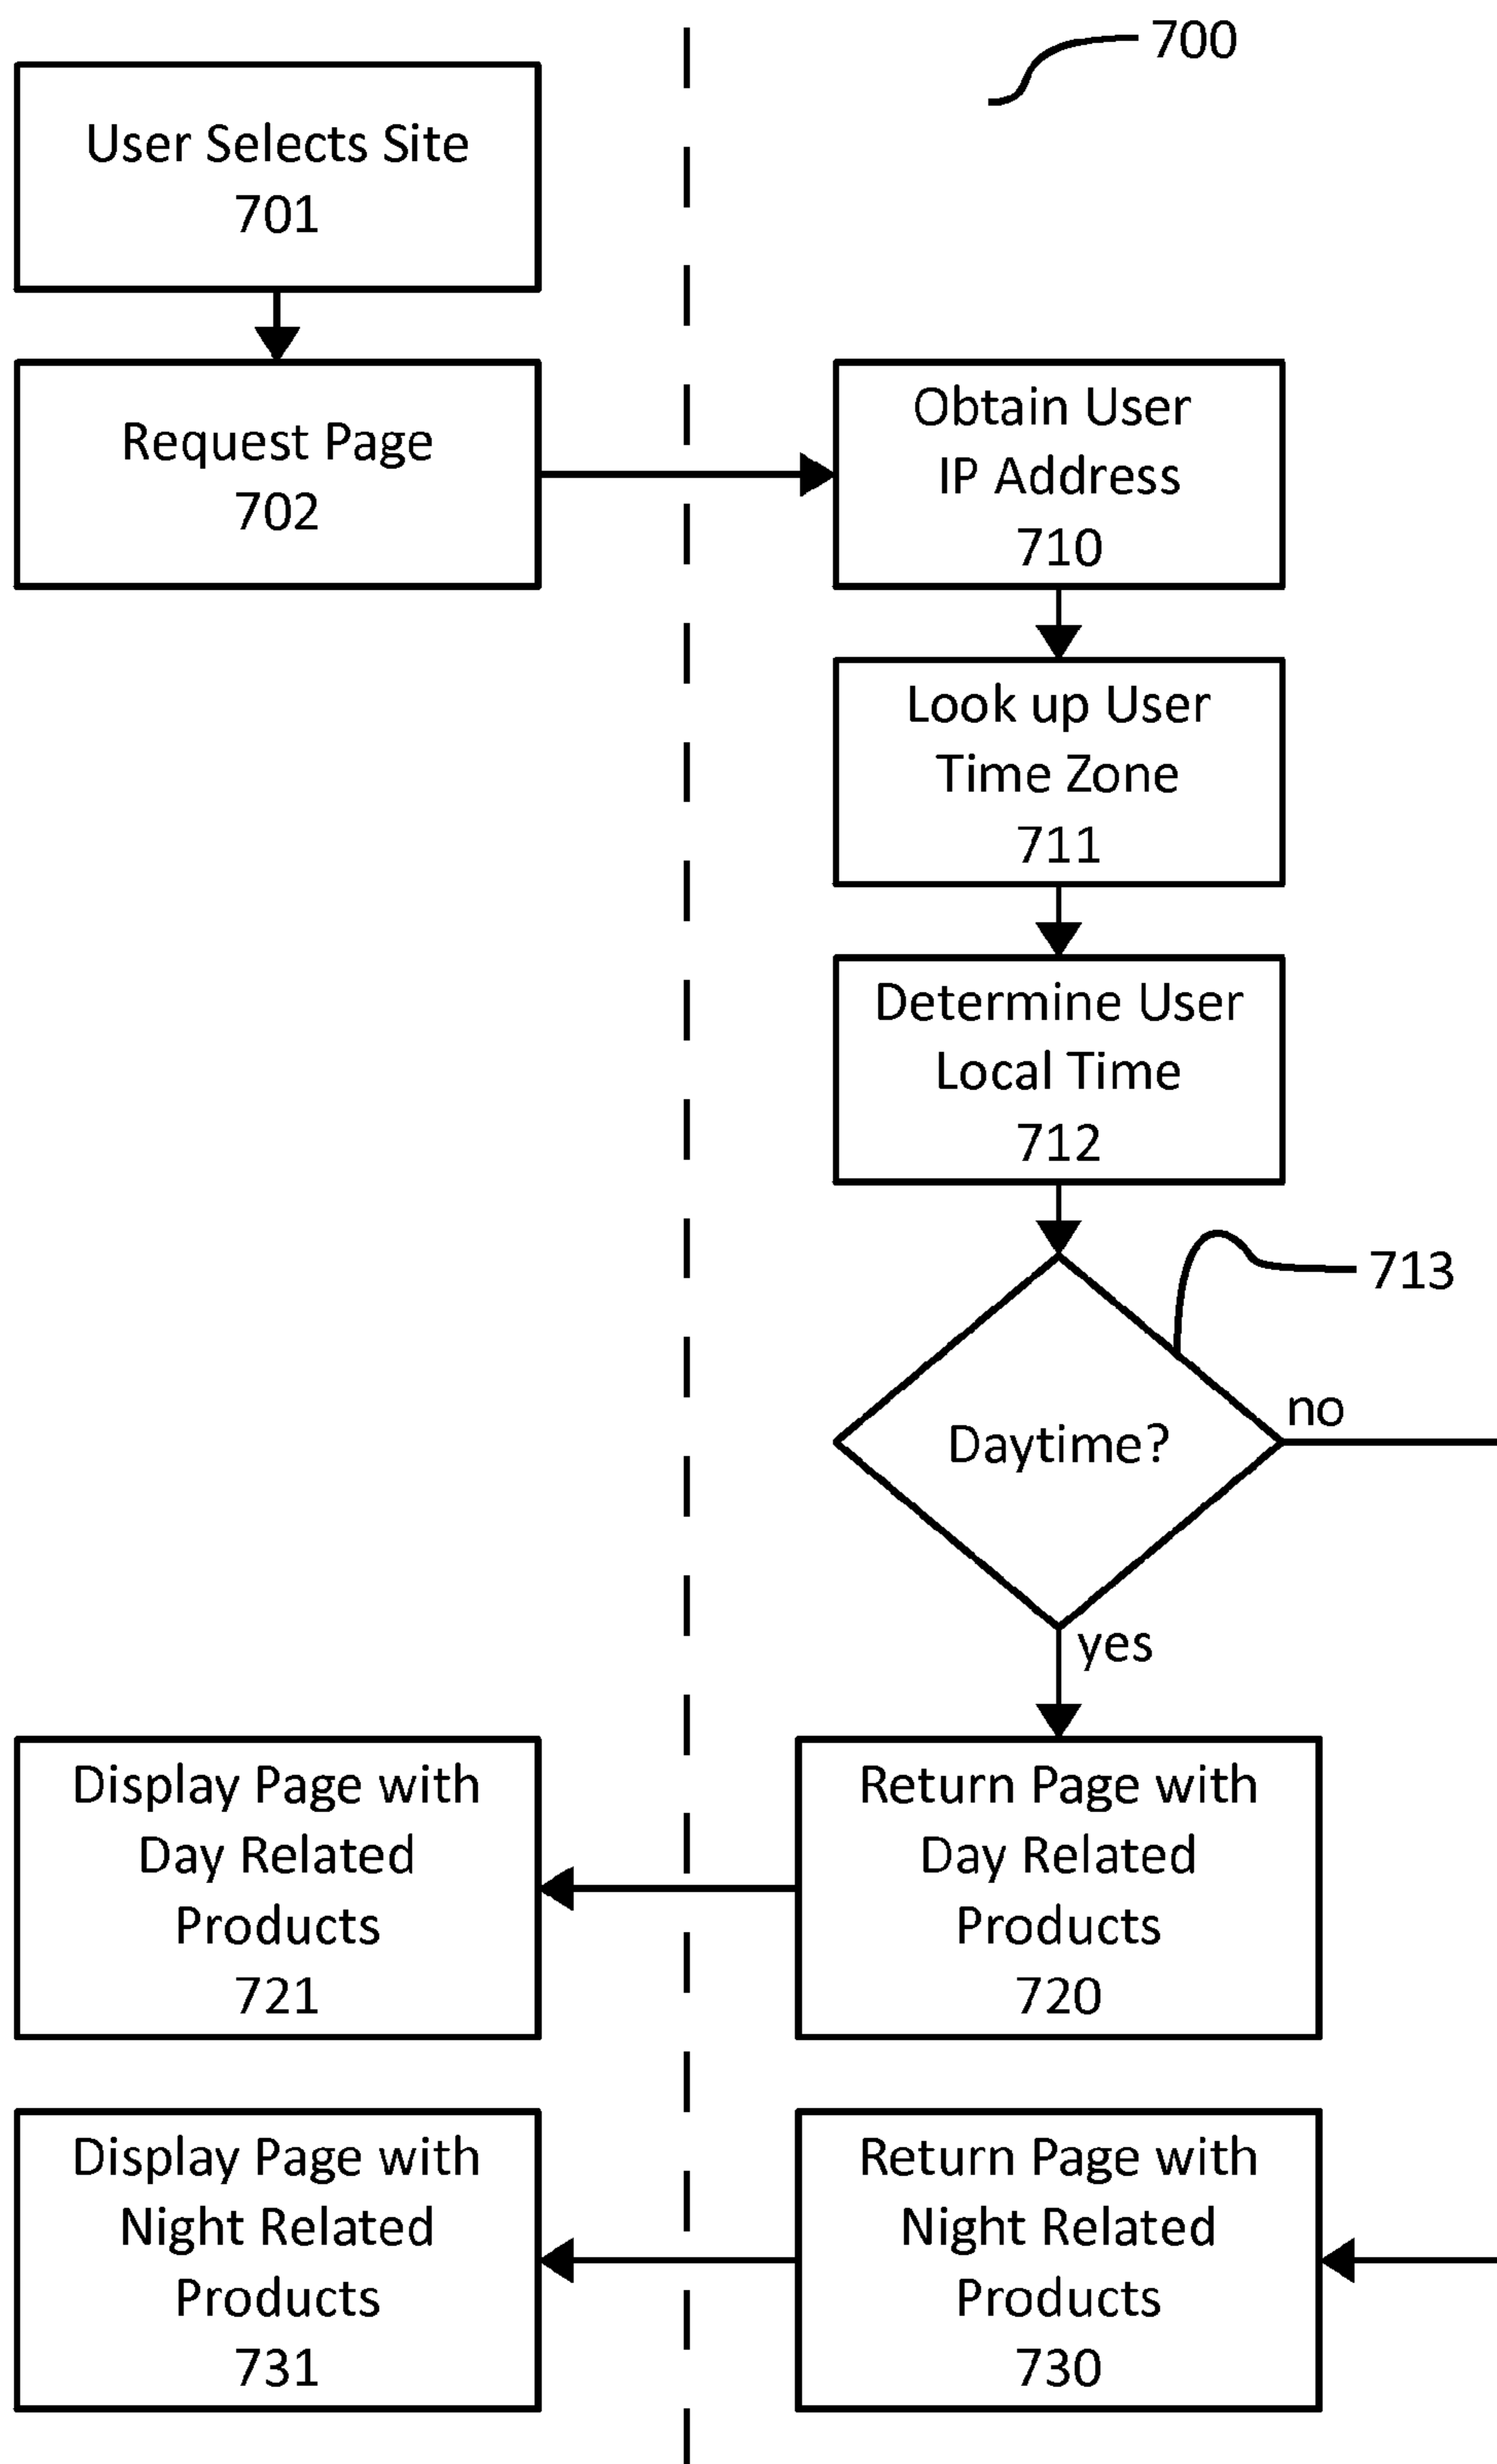 700
User Selects Site
701
Request Page
702
Obtain User
IP Address
710
Look up User
Time Zone
711
Determine User
Local Time
712
713
Daytime?
no
yes
Display Page with
Day Related
Products
721
Return Page with
Day Related
Products
720
Display Page with
Night Related
Products
731
Return Page with
Night Related
Products
730